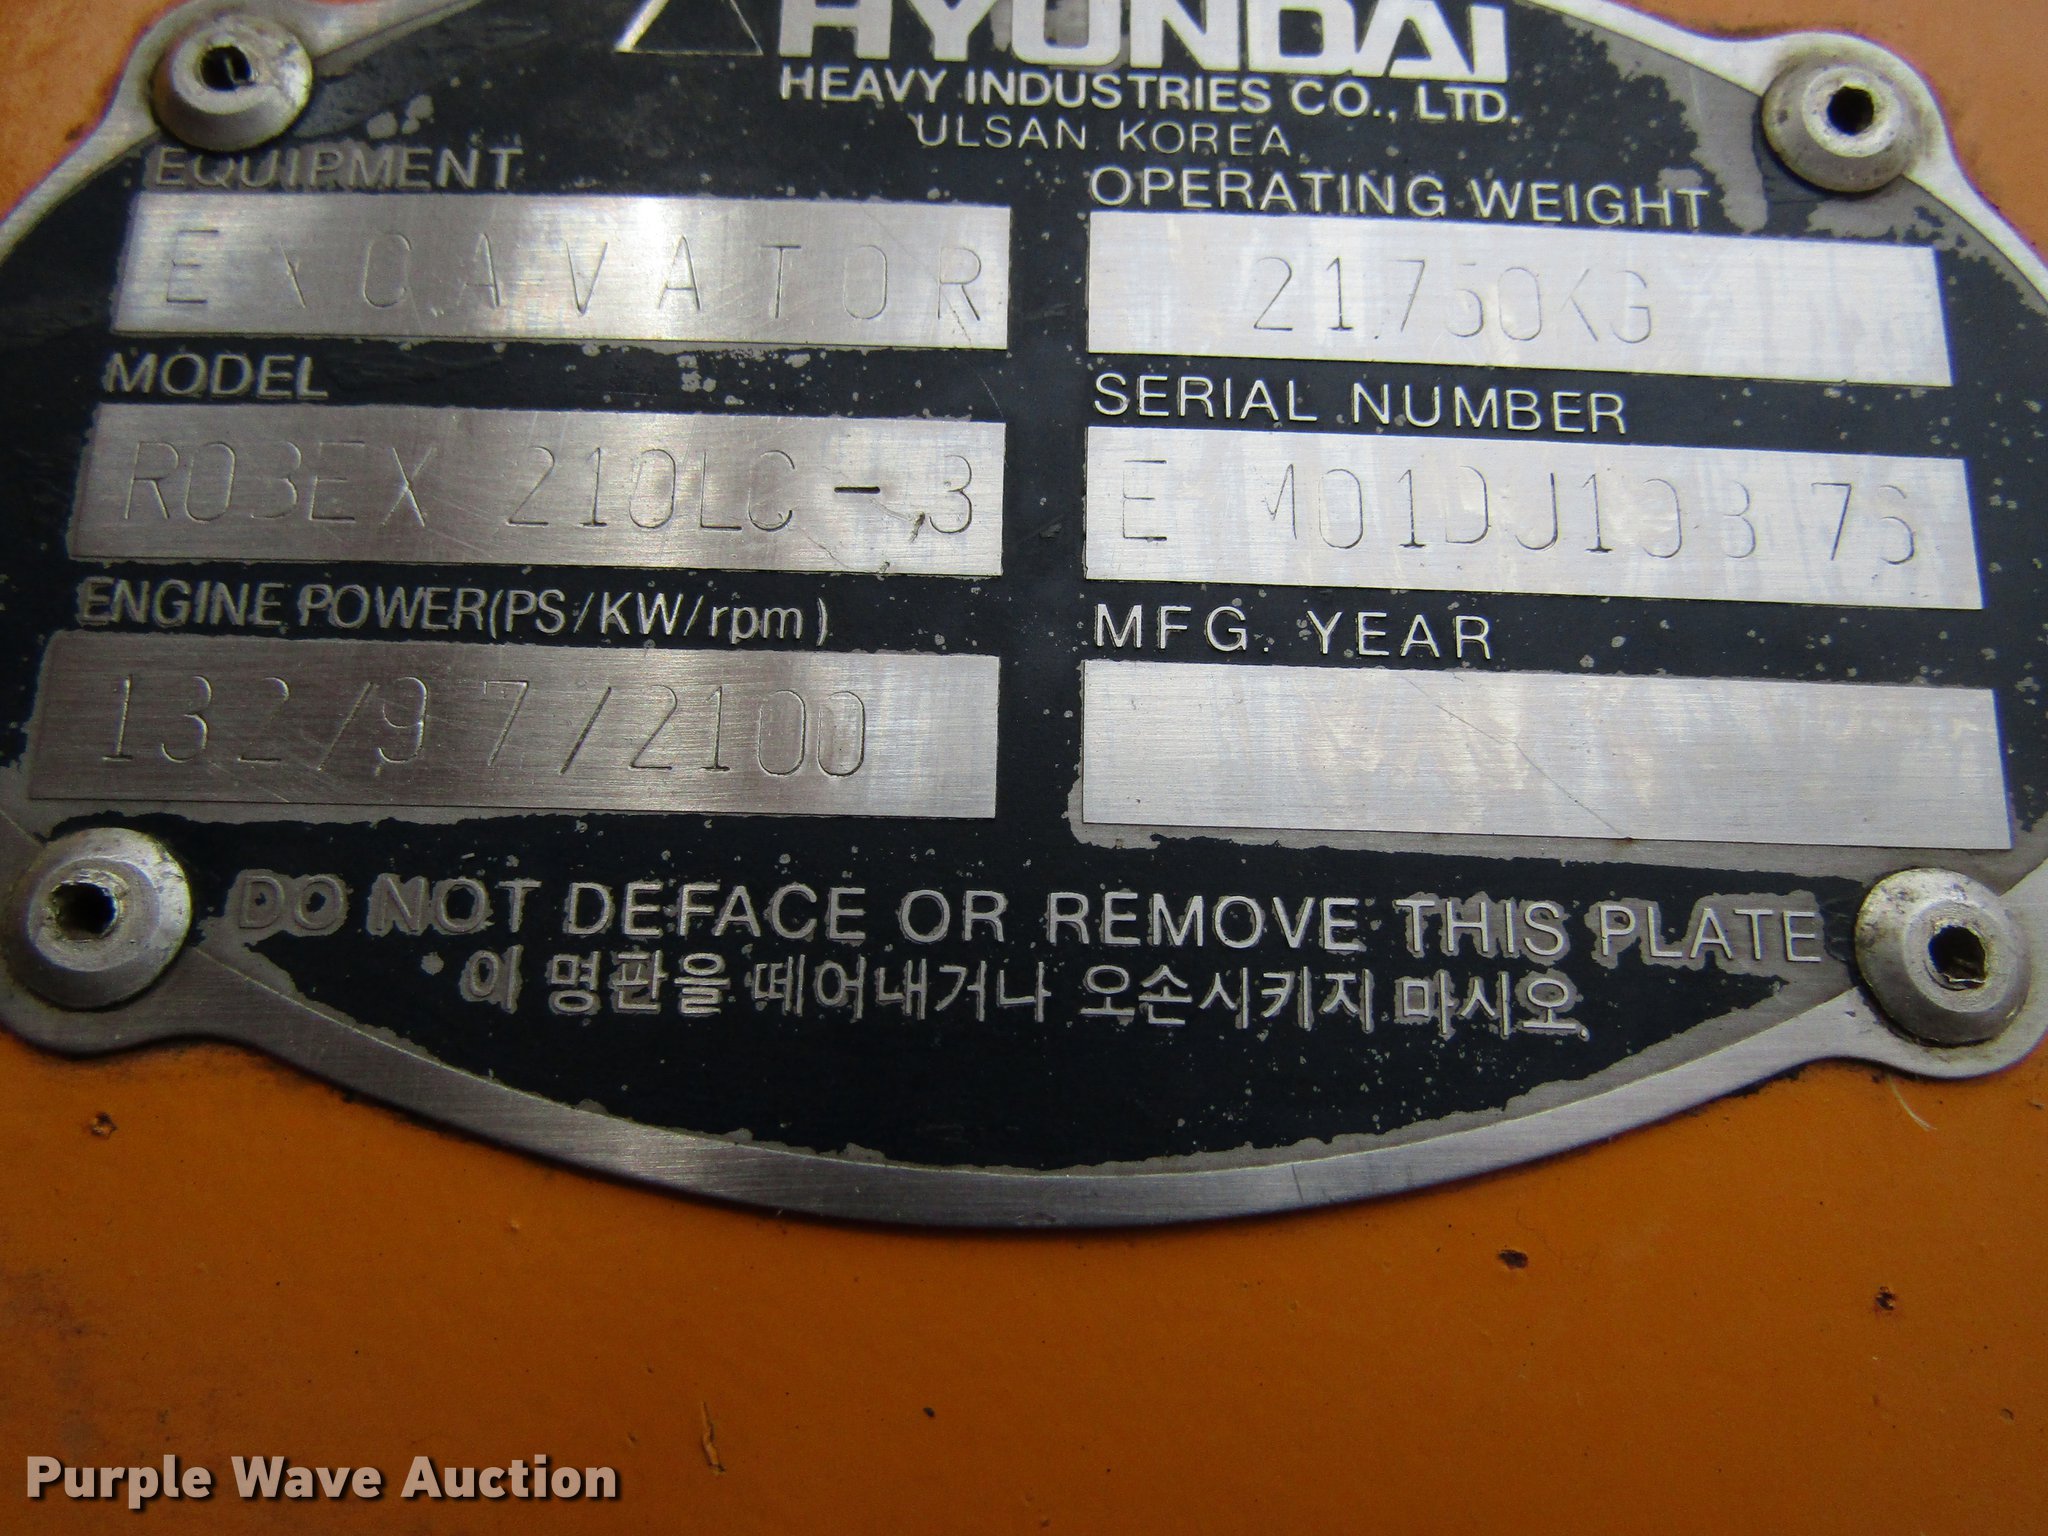 HYUNDAI
HEAVY INDUSTRIES CO., LTD.
ULSAN KOREA
EQUIPMENT
EXCAVATOR
OPERATING WEIGHT
21,750KG
MODEL
ROBEX 210LC-3
SERIAL NUMBER
ENGINE POWER(PS/KW/rpm)
132/97/2100
MFG. YEAR
DO NOT DEFACE OR REMOVE THIS PLATE
이 명판을 떼어내거나 오손시키지 마시오
Purple Wave Auction